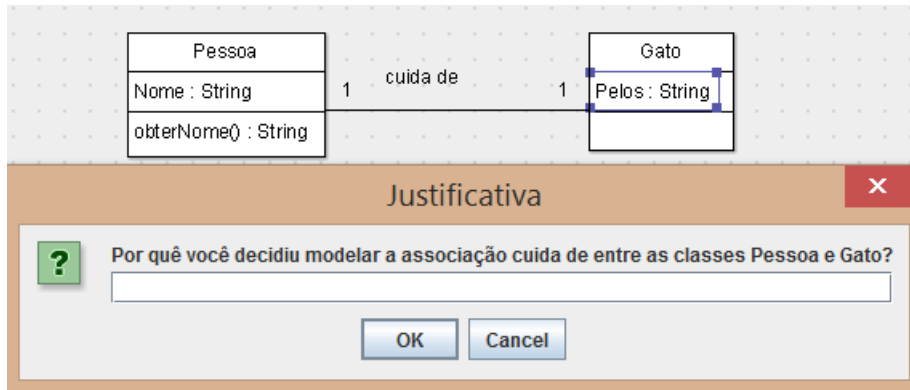 Pessoa
Nome : String
obterNome() : String
1 cuida de 1
Gato
Pelos : String
Justificativa
x
?
Por quê você decidiu modelar a associação cuida de entre as classes Pessoa e Gato?
OK Cancel